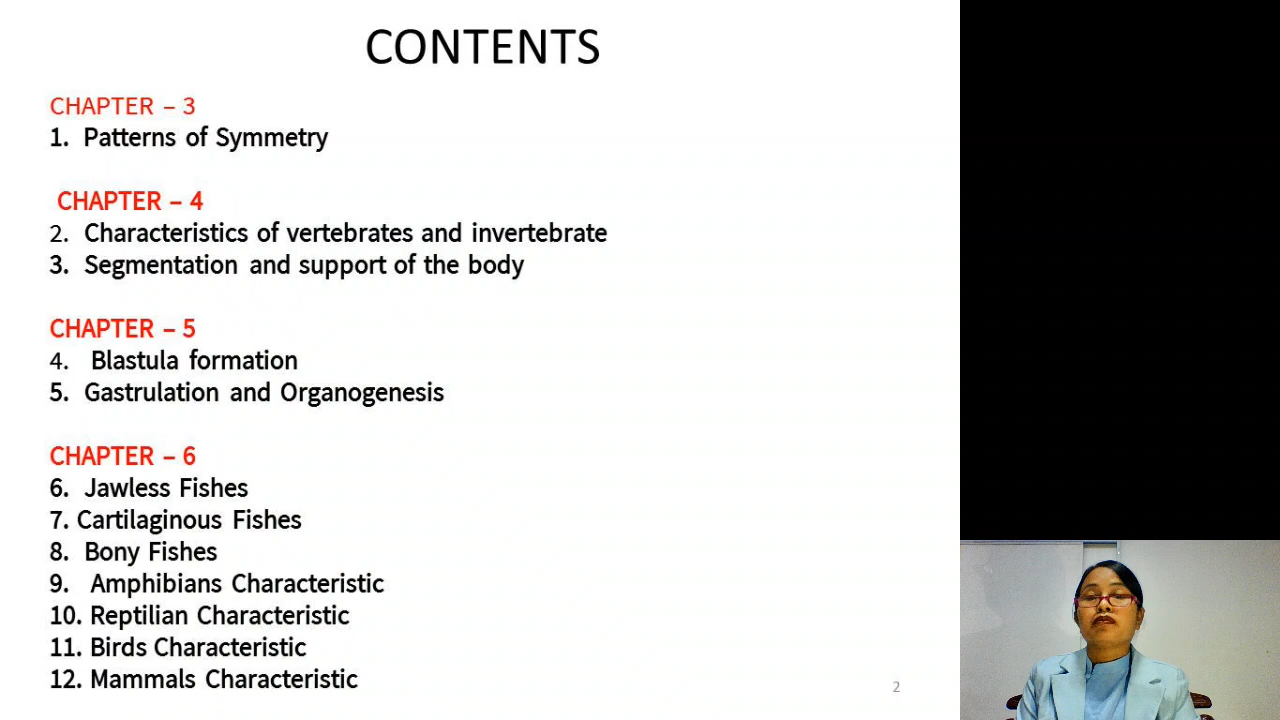 CONTENTS
CHAPTER – 3
1. Patterns of Symmetry
CHAPTER – 4
2. Characteristics of vertebrates and invertebrate
3. Segmentation and support of the body
CHAPTER – 5
4. Blastula formation
5. Gastrulation and Organogenesis
CHAPTER – 6
6. Jawless Fishes
7. Cartilaginous Fishes
8. Bony Fishes
9. Amphibians Characteristic
10. Reptilian Characteristic
11. Birds Characteristic
12. Mammals Characteristic
2